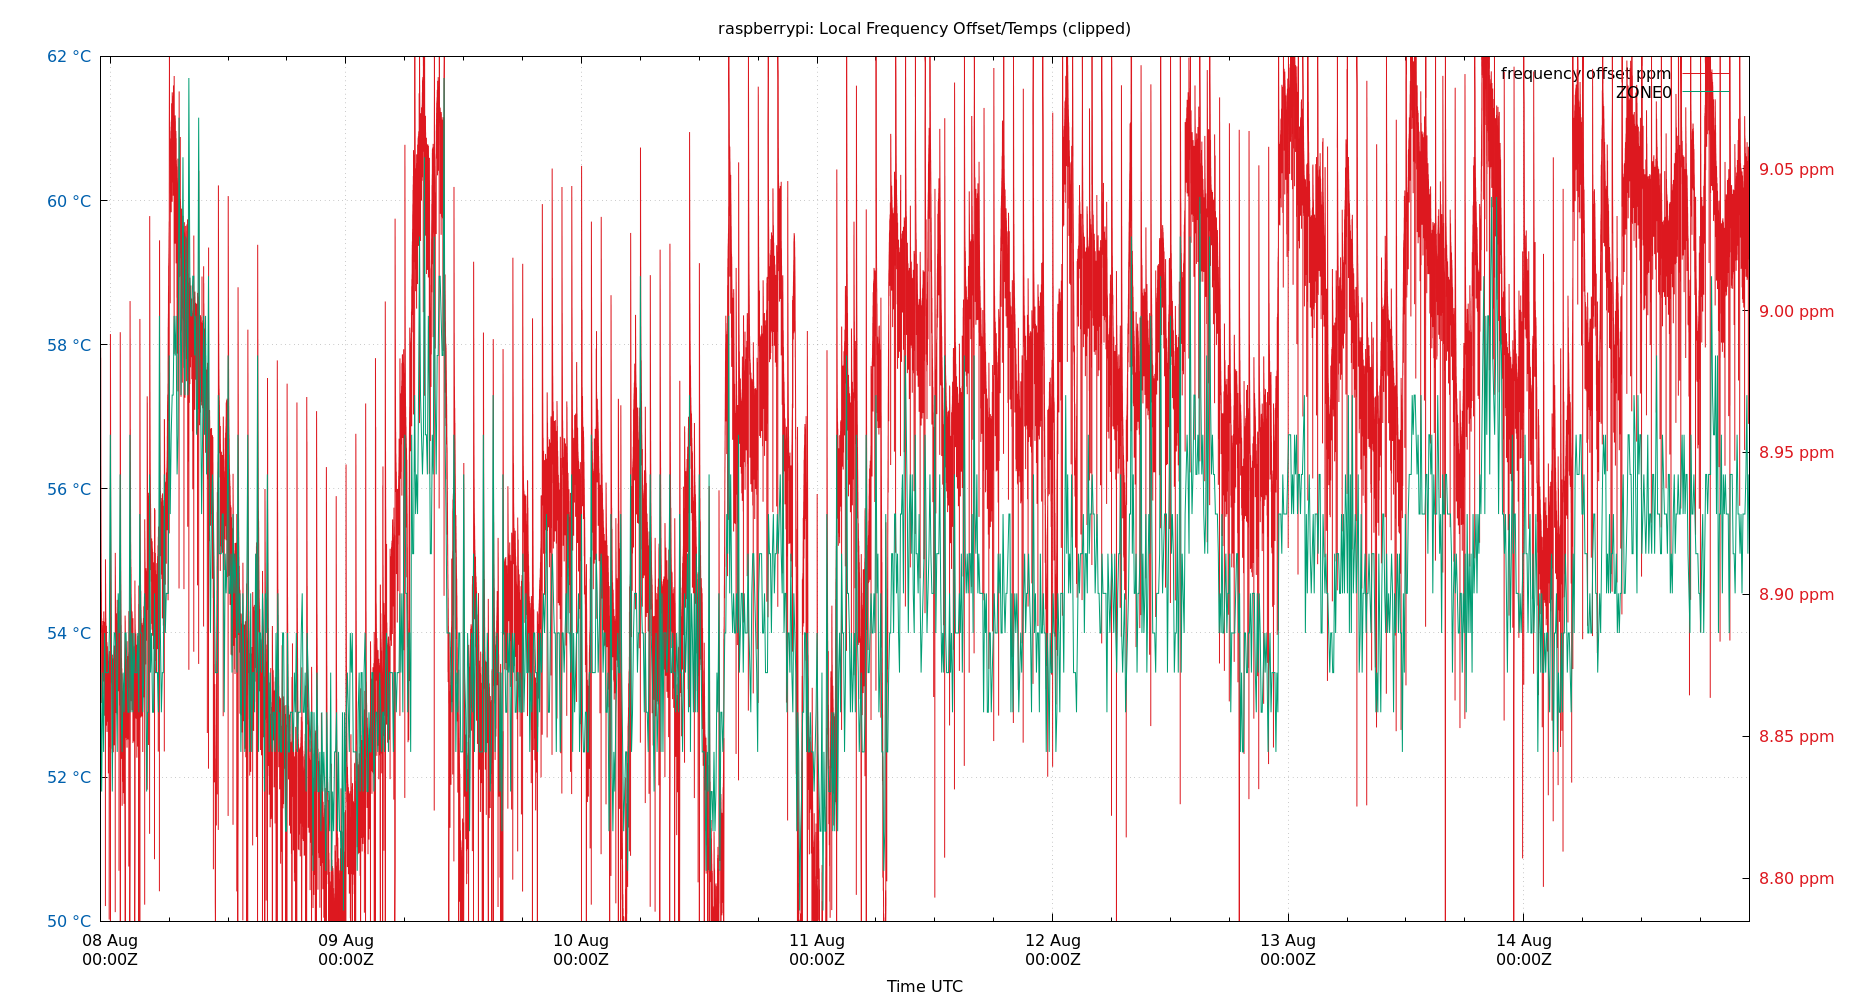 raspberrypi: Local Frequency Offset/Temps (clipped)
62 °C
60 °C
58 °C
56 °C
54 °C
52 °C
50 °C
frequency offset ppm
ZONE0
9.05 ppm
9.00 ppm
8.95 ppm
8.90 ppm
8.85 ppm
8.80 ppm
08 Aug
00:00Z
09 Aug
00:00Z
10 Aug
00:00Z
11 Aug
00:00Z
12 Aug
00:00Z
13 Aug
00:00Z
14 Aug
00:00Z
Time UTC